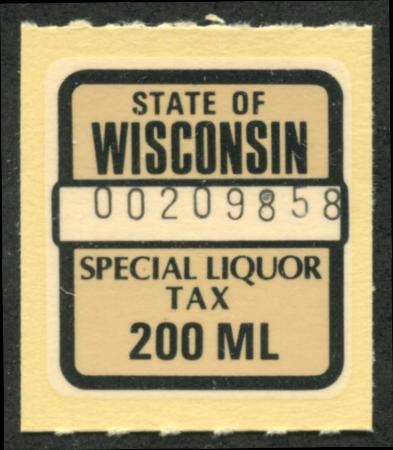 STATE OF
WISCONSIN
00209858
SPECIAL LIQUOR
TAX
200 ML